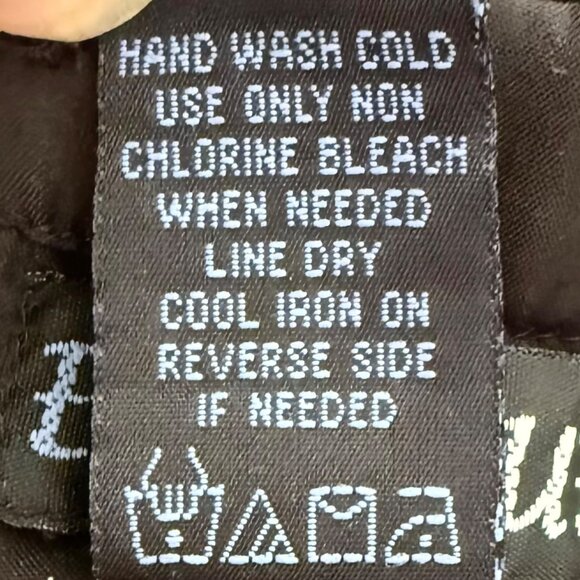 HAND WASH COLD
USE ONLY NON
CHLORINE BLEACH
WHEN NEEDED
LINE DRY
COOL IRON ON
REVERSE SIDE
IF NEEDED